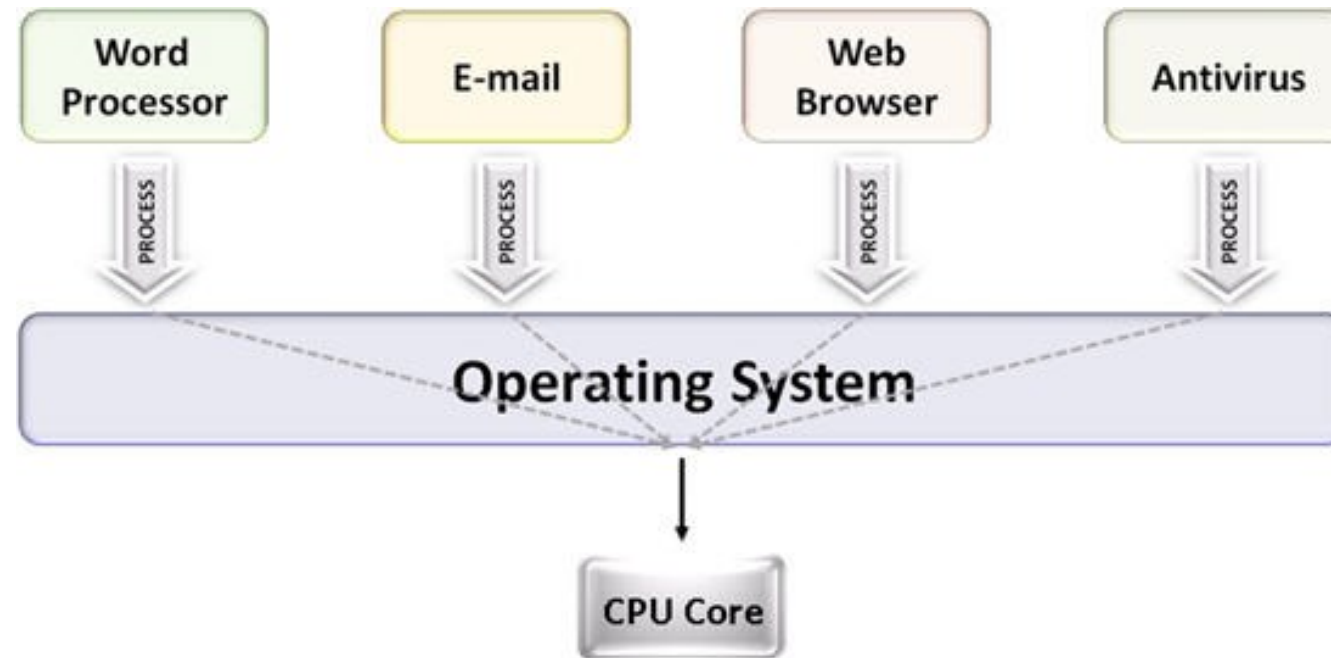 Word
Processor
E-mail
Web
Browser
Antivirus
PROCESS
PROCESS
PROCESS
PROCESS
Operating System
CPU Core